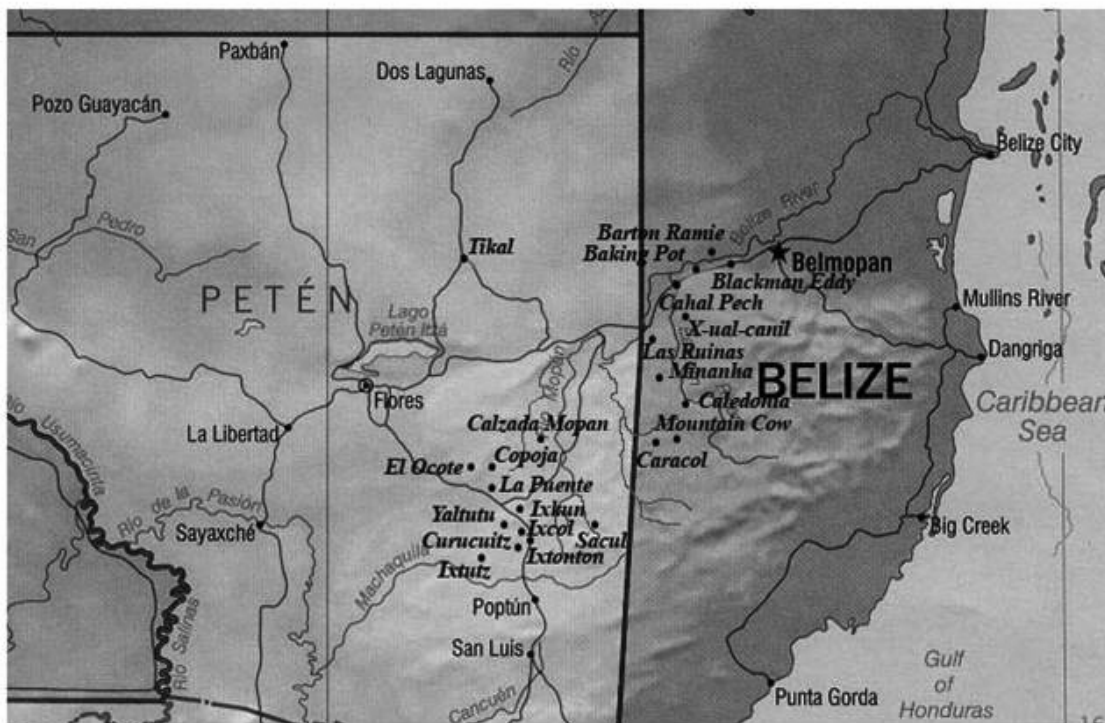 Paxbán
Dos Lagunas
Río
Pozo Guayacán
Belize City
San
Pedro
Tikal
Belize River
Barton Ramie
Baking Pot
Belmopan
Blackman Eddy
PETÉN
Lago
Petén Itzá
Cahal Pech
Mullins River
X-ual-canil
Las Ruinas
Dangriga
Minanha
BELIZE
Flores
Mopan
Caledonia
Caribbean
Sea
Usumacinta
La Libertad
Calzada Mopan
Mountain Cow
Copoja
Caracol
El Ocote
La Puente
Río de la Pasión
Sayaxché
Ixkun
Yaltutu
Ixcol
Sacul
Big Creek
Curucuitz
Ixtonton
Ixtutz
Machaquila
Poptún
Río Salinas
San Luis
Gulf
of
Honduras
Punta Gorda
Cancuén